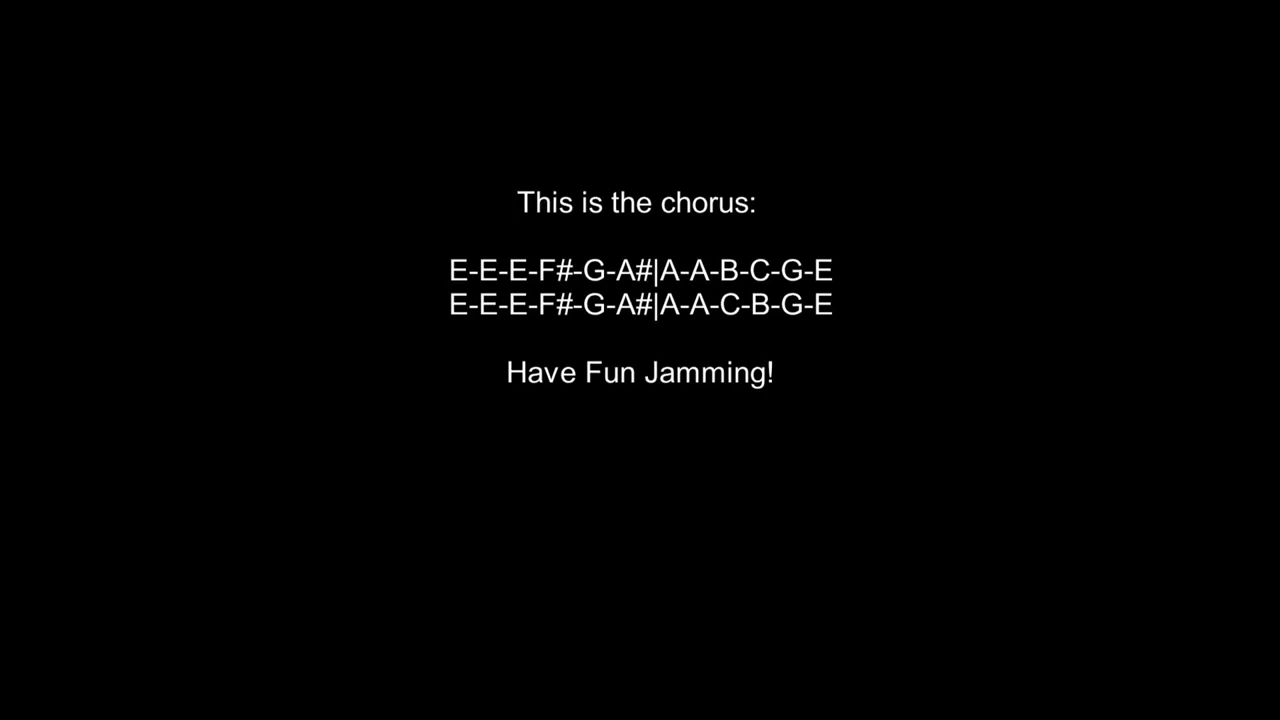 This is the chorus:
E-E-E-F#-G-A#|A-A-B-C-G-E
E-E-E-F#-G-A#|A-A-C-B-G-E
Have Fun Jamming!